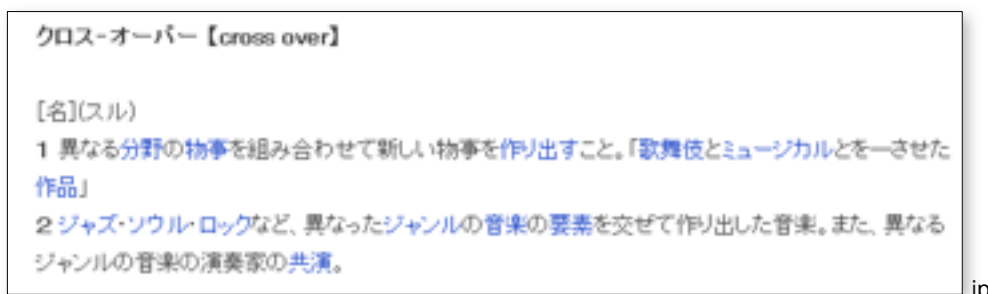 クロス-オーバー【cross over】
[名](スル)
1 異なる分野の物事を組み合わせて新しい物事を作り出すこと。「歌舞伎とミュージカルとを―させた
作品」
2 ジャズ・ソウル・ロックなど、異なったジャンルの音楽の要素を交ぜて作り出した音楽。また、異なる
ジャンルの音楽の演奏家の共演。
in